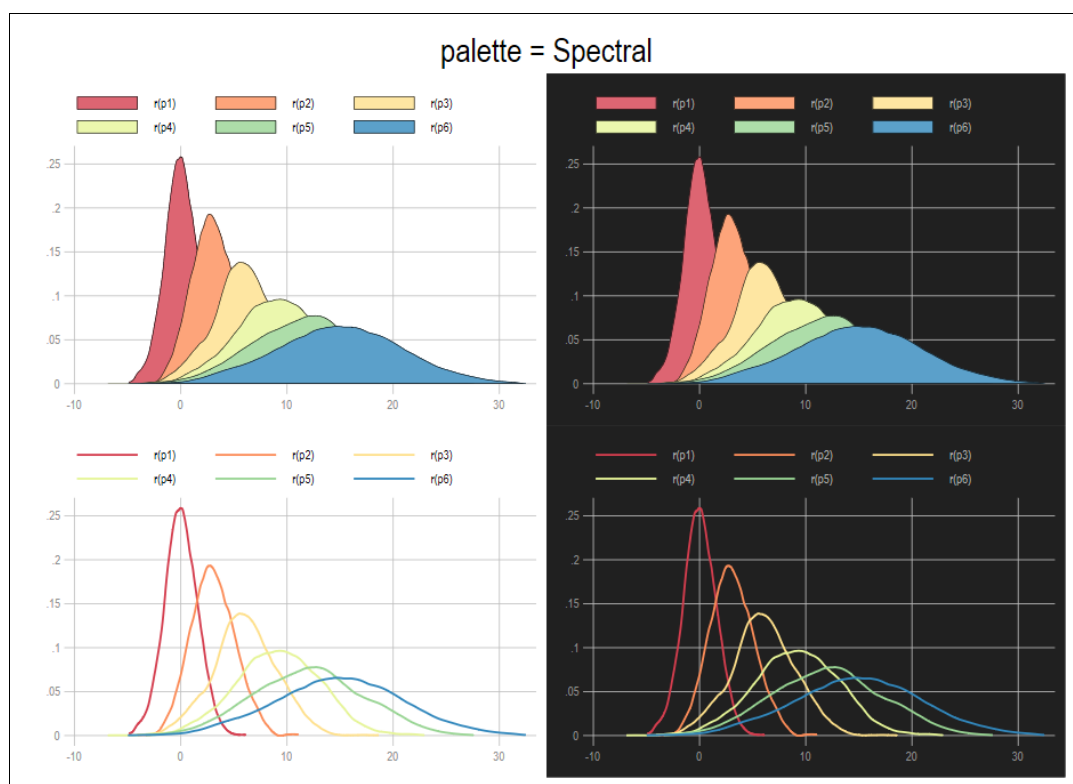 palette = Spectral
r(p1) r(p2) r(p3)
r(p4) r(p5) r(p6)
.25
.2
.15
.1
.05
0
-10 0 10 20 30
r(p1) r(p2) r(p3)
r(p4) r(p5) r(p6)
.25
.2
.15
.1
.05
0
-10 0 10 20 30
r(p1) r(p2) r(p3)
r(p4) r(p5) r(p6)
.25
.2
.15
.1
.05
0
-10 0 10 20 30
r(p1) r(p2) r(p3)
r(p4) r(p5) r(p6)
.25
.2
.15
.1
.05
0
-10 0 10 20 30